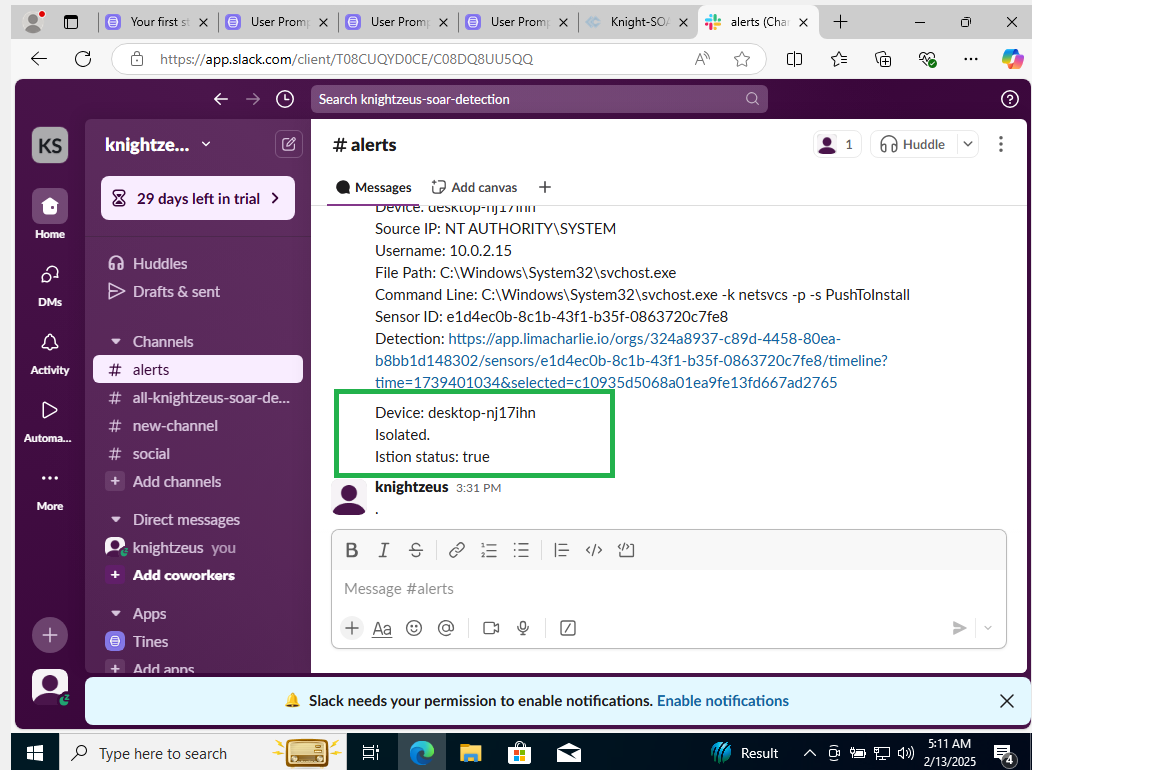 Your first st
User Promp
User Promp
User Promp
Knight-SOA
alerts (Chan
https://app.slack.com/client/T08CUQYD0CE/C08DQ8UU5QQ
Search knightzeus-soar-detection
KS
knightze...
# alerts
1
Huddle
29 days left in trial
Messages
Add canvas
Home
DMs
Activity
Automa...
More
Huddles
Drafts & sent
Channels
# alerts
# all-knightzeus-soar-de...
# new-channel
# social
+ Add channels
Direct messages
knightzeus you
+ Add coworkers
Apps
Tines
+ Add apps
Device: desktop-nj17ihn
Source IP: NT AUTHORITY\SYSTEM
Username: 10.0.2.15
File Path: C:\Windows\System32\svchost.exe
Command Line: C:\Windows\System32\svchost.exe -k netsvcs -p -s PushToInstall
Sensor ID: e1d4ec0b-8c1b-43f1-b35f-0863720c7fe8
Detection: https://app.limacharlie.io/orgs/324a8937-c89d-4458-80ea-
b8bb1d148302/sensors/e1d4ec0b-8c1b-43f1-b35f-0863720c7fe8/timeline?
time=1739401034&selected=c10935d5068a01ea9fe13fd667ad2765
Device: desktop-nj17ihn
Isolated.
Istion status: true
knightzeus 3:31 PM
.
Message #alerts
Slack needs your permission to enable notifications. Enable notifications
Type here to search
Result
5:11 AM
2/13/2025
4